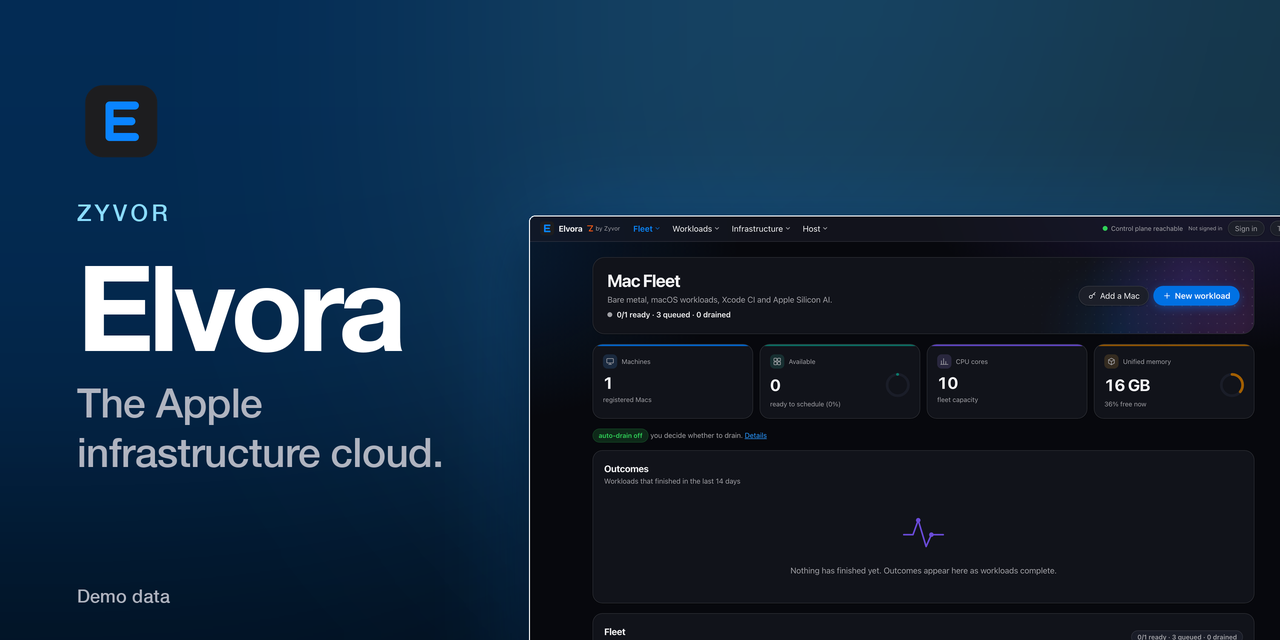 E
ZYVOR
Elvora
The Apple
infrastructure cloud.
Demo data
E Elvora Z by Zyvor Fleet Workloads Infrastructure Host Control plane reachable Not signed in Sign in
Mac Fleet
Bare metal, macOS workloads, Xcode CI and Apple Silicon AI.
0/1 ready · 3 queued · 0 drained
Add a Mac + New workload
Machines
1
registered Macs
Available
0
ready to schedule (0%)
CPU cores
10
fleet capacity
Unified memory
16 GB
36% free now
auto-drain off you decide whether to drain. Details
Outcomes
Workloads that finished in the last 14 days
Nothing has finished yet. Outcomes appear here as workloads complete.
Fleet
0/1 ready · 3 queued · 0 drained